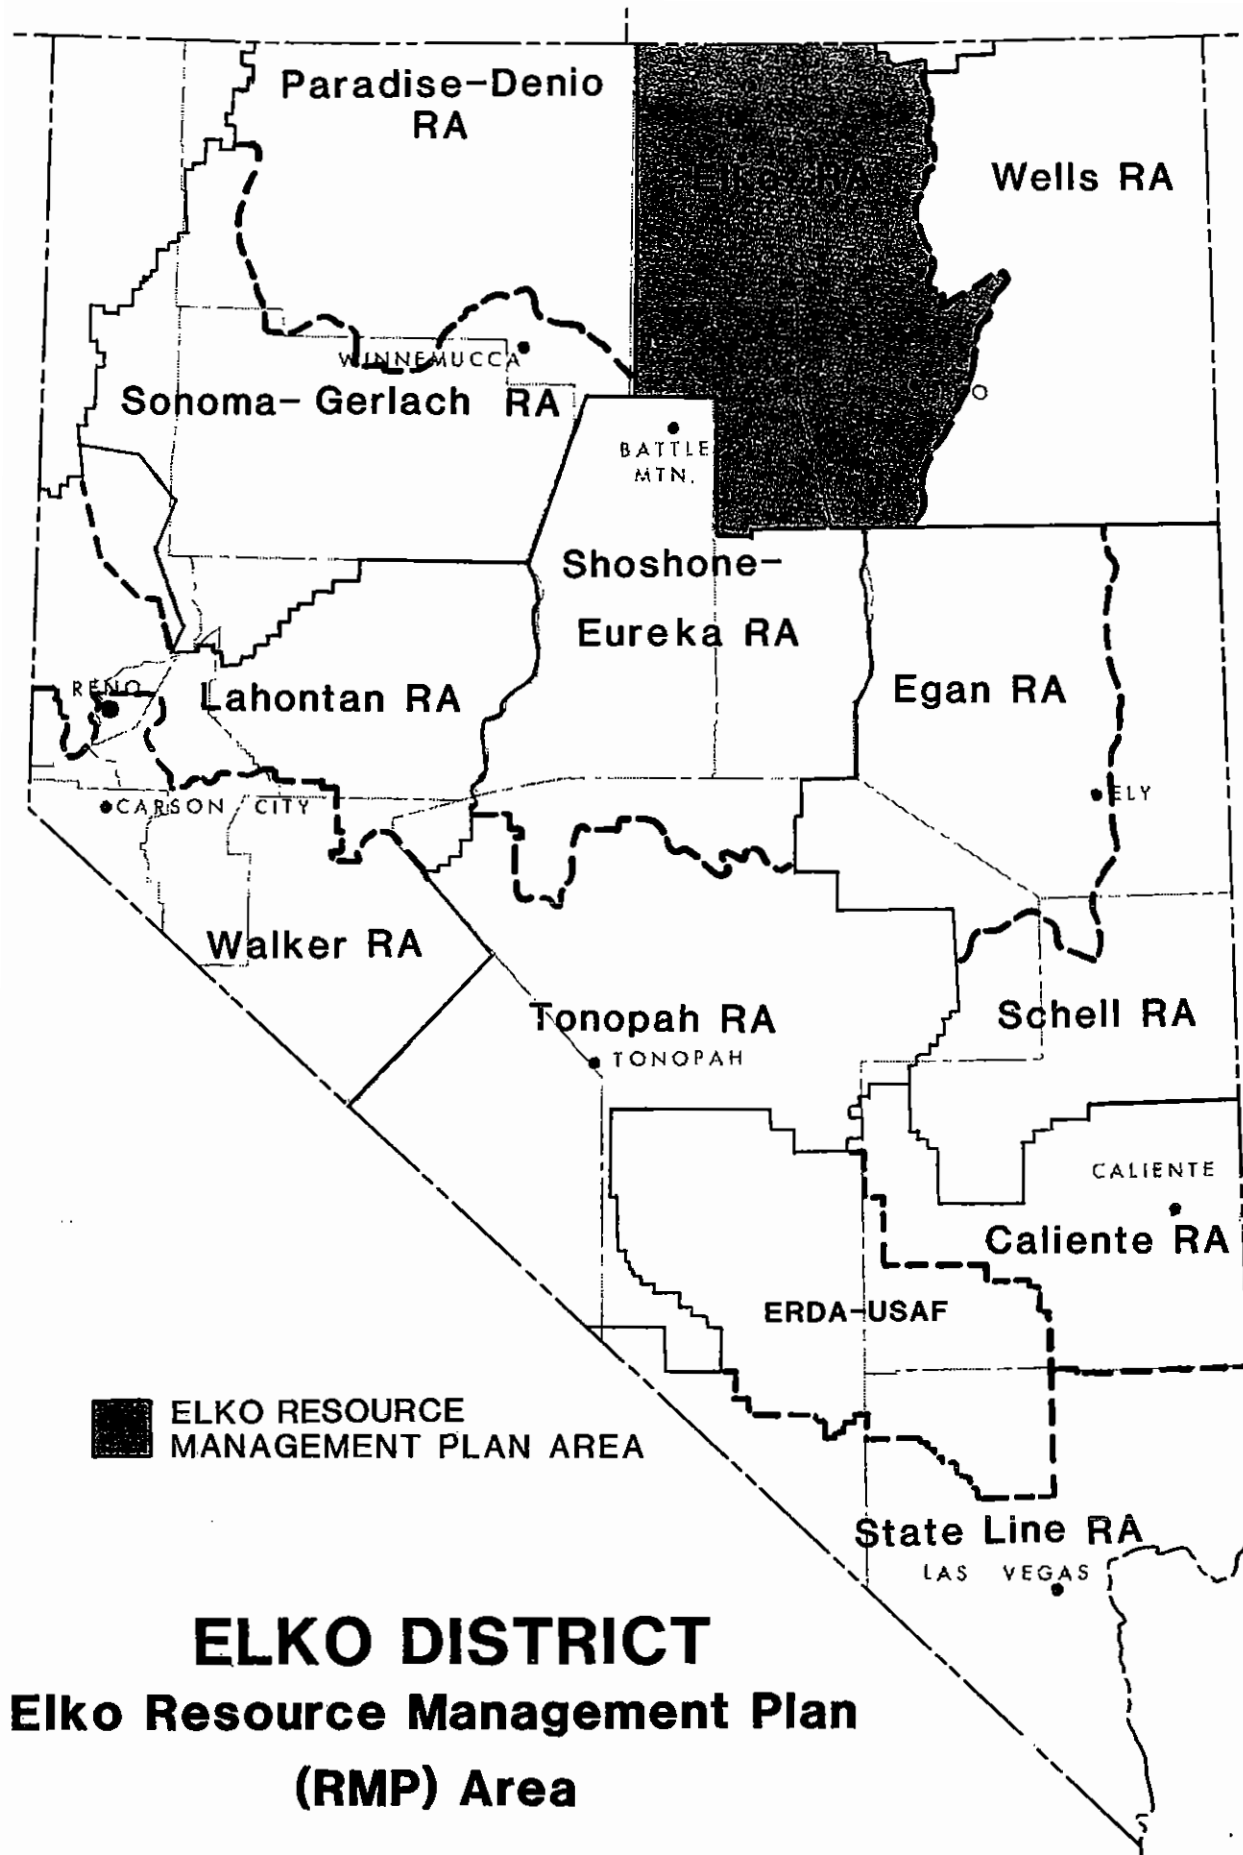 Paradise-Denio
RA
Elko RA
Wells RA
WINNEMUCCA
Sonoma-Gerlach RA
BATTLE
MTN.
Shoshone-
Eureka RA
RENO
Lahontan RA
Egan RA
CARSON CITY
ELY
Walker RA
Tonopah RA
TONOPAH
Schell RA
CALIENTE
Caliente RA
ERDA-USAF
ELKO RESOURCE
MANAGEMENT PLAN AREA
State Line RA
LAS VEGAS
ELKO DISTRICT
Elko Resource Management Plan
(RMP) Area